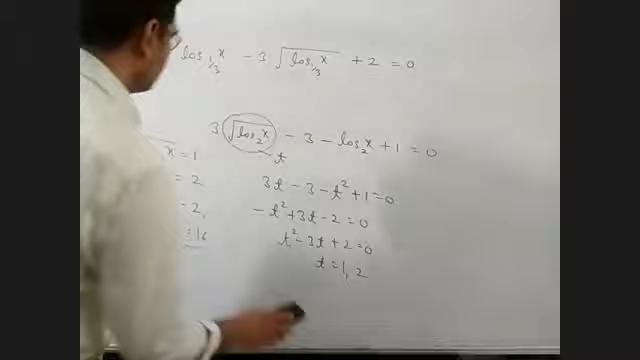 log_{1/3} x - 3 √(log_{1/3} x) + 2 = 0
3 √(log_2 x) - 3 - log_2 x + 1 = 0
t
x = 1
= 2
= 2,
3t - 3 - t² + 1 = 0
- t² + 3t - 2 = 0
t² - 3t + 2 = 0
t = 1, 2